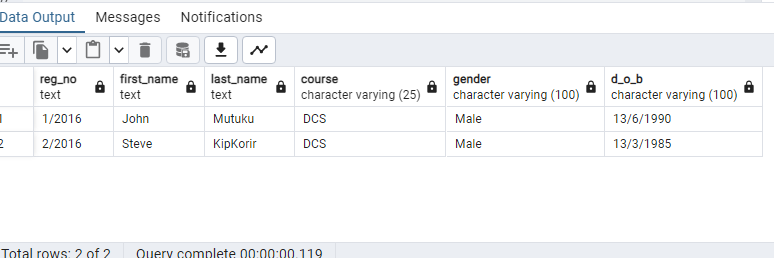 Data Output Messages Notifications
reg_no first_name last_name course gender d_o_b
text text text character varying (25) character varying (100) character varying (100)
1 1/2016 John Mutuku DCS Male 13/6/1990
2 2/2016 Steve KipKorir DCS Male 13/3/1985
Total rows: 2 of 2 Query complete 00:00:00.119